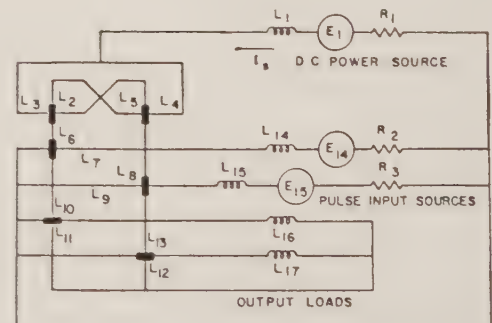 L1 E1 R1
Is DC POWER SOURCE
L3 L2 L5 L4
L6
L7 L14 E14 R2
L8 L15 E15 R3
L9
PULSE INPUT SOURCES
L10
L11 L13 L16
L12 L17
OUTPUT LOADS